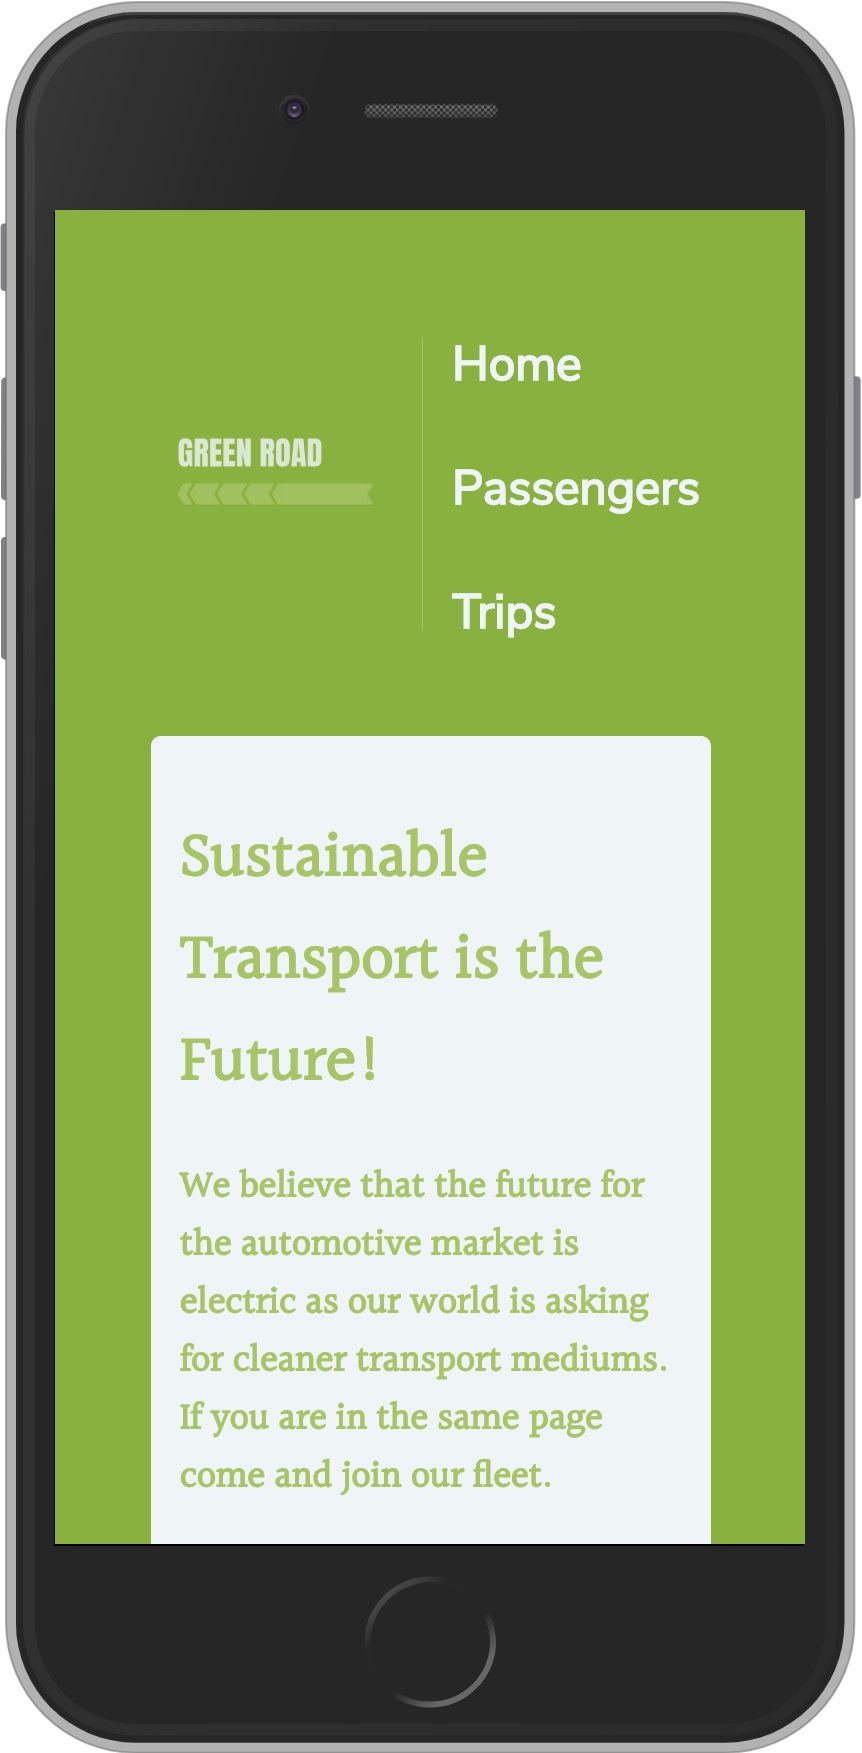 GREEN ROAD
Home
Passengers
Trips
Sustainable
Transport is the
Future!
We believe that the future for
the automotive market is
electric as our world is asking
for cleaner transport mediums.
If you are in the same page
come and join our fleet.